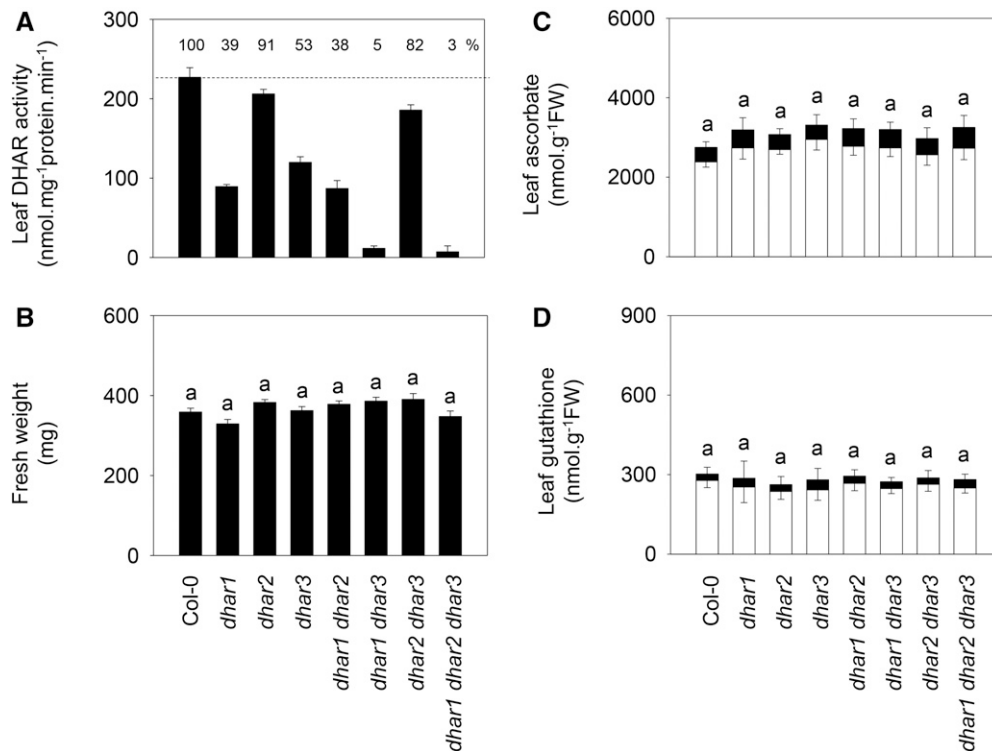 A
Leaf DHAR activity
(nmol.mg-1protein.min-1)
300
200
100
0
100 39 91 53 38 5 82 3 %
B
Fresh weight
(mg)
600
400
200
0
a a a a a a a a
Col-0
dhar1
dhar2
dhar3
dhar1 dhar2
dhar1 dhar3
dhar2 dhar3
dhar1 dhar2 dhar3
C
Leaf ascorbate
(nmol.g-1FW)
6000
4000
2000
0
a a a a a a a a
D
Leaf gutathione
(nmol.g-1FW)
900
600
300
0
a a a a a a a a
Col-0
dhar1
dhar2
dhar3
dhar1 dhar2
dhar1 dhar3
dhar2 dhar3
dhar1 dhar2 dhar3